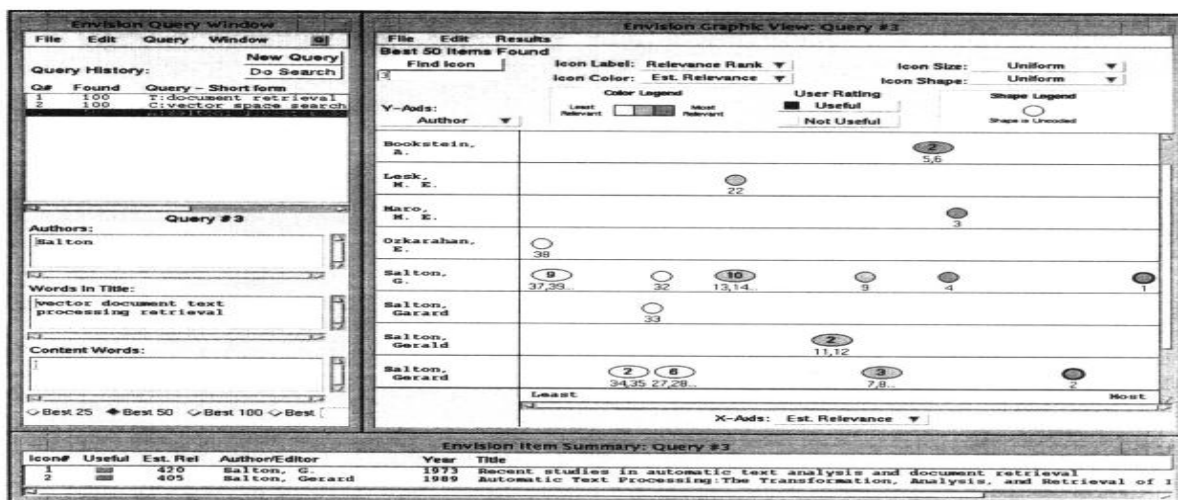 Envision Query Window
File Edit Query Window
New Query
Query History: Do Search
Q# Found Query - Short form
1 100 T:document retrieval
2 100 C:vector space search
Query #3
Authors:
Salton
Words In Title:
vector document text
processing retrieval
Content Words:
Best 25 Best 50 Best 100 Best
Envision Graphic View: Query #3
File Edit Results
Best 50 Items Found
Find Icon
3
Icon Label: Relevance Rank
Icon Size: Uniform
Icon Color: Est. Relevance
Icon Shape: Uniform
Color Legend
Least Relevant
Most Relevant
User Rating
Useful
Not Useful
Shape Legend
Shape is Uncoded
Y-Axis:
Author
Bookstein,
A.
2
5,6
Lesk,
M. E.
22
Maro,
M. E.
3
Ozkarahan,
E.
38
Salton,
G.
9 10
37,39.. 32 13,14.. 9 4 1
Salton,
Garard
33
Salton,
Gerald
2
11,12
Salton,
Gerard
2 6 3
34,35 27,28.. 7,8.. 2
Least Most
X-Axis: Est. Relevance
Envision Item Summary: Query #3
Icon# Useful Est. Rel Author/Editor Year Title
1 420 Salton, G. 1973 Recent studies in automatic text analysis and document retrieval
2 405 Salton, Gerard 1989 Automatic Text Processing:The Transformation, Analysis, and Retrieval of I